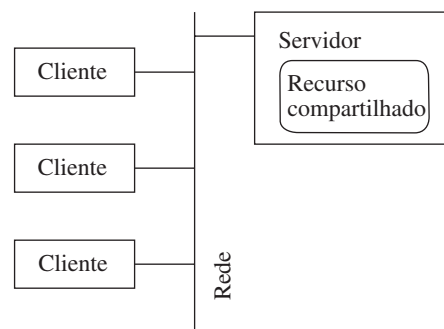 Servidor
Recurso
compartilhado
Cliente
Cliente
Cliente
Rede